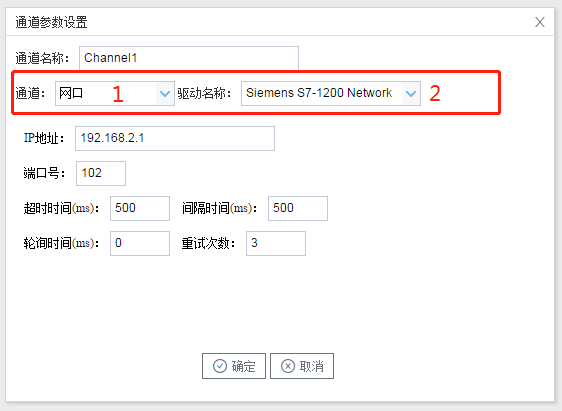 通道参数设置
通道名称： Channel1
通道： 网口 1 驱动名称： Siemens S7-1200 Network 2
IP地址： 192.168.2.1
端口号： 102
超时时间(ms)： 500 间隔时间(ms)： 500
轮询时间(ms)： 0 重试次数： 3
确定 取消